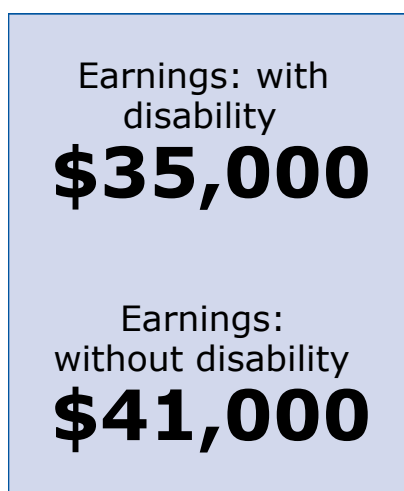 Earnings: with
disability
$35,000
Earnings:
without disability
$41,000